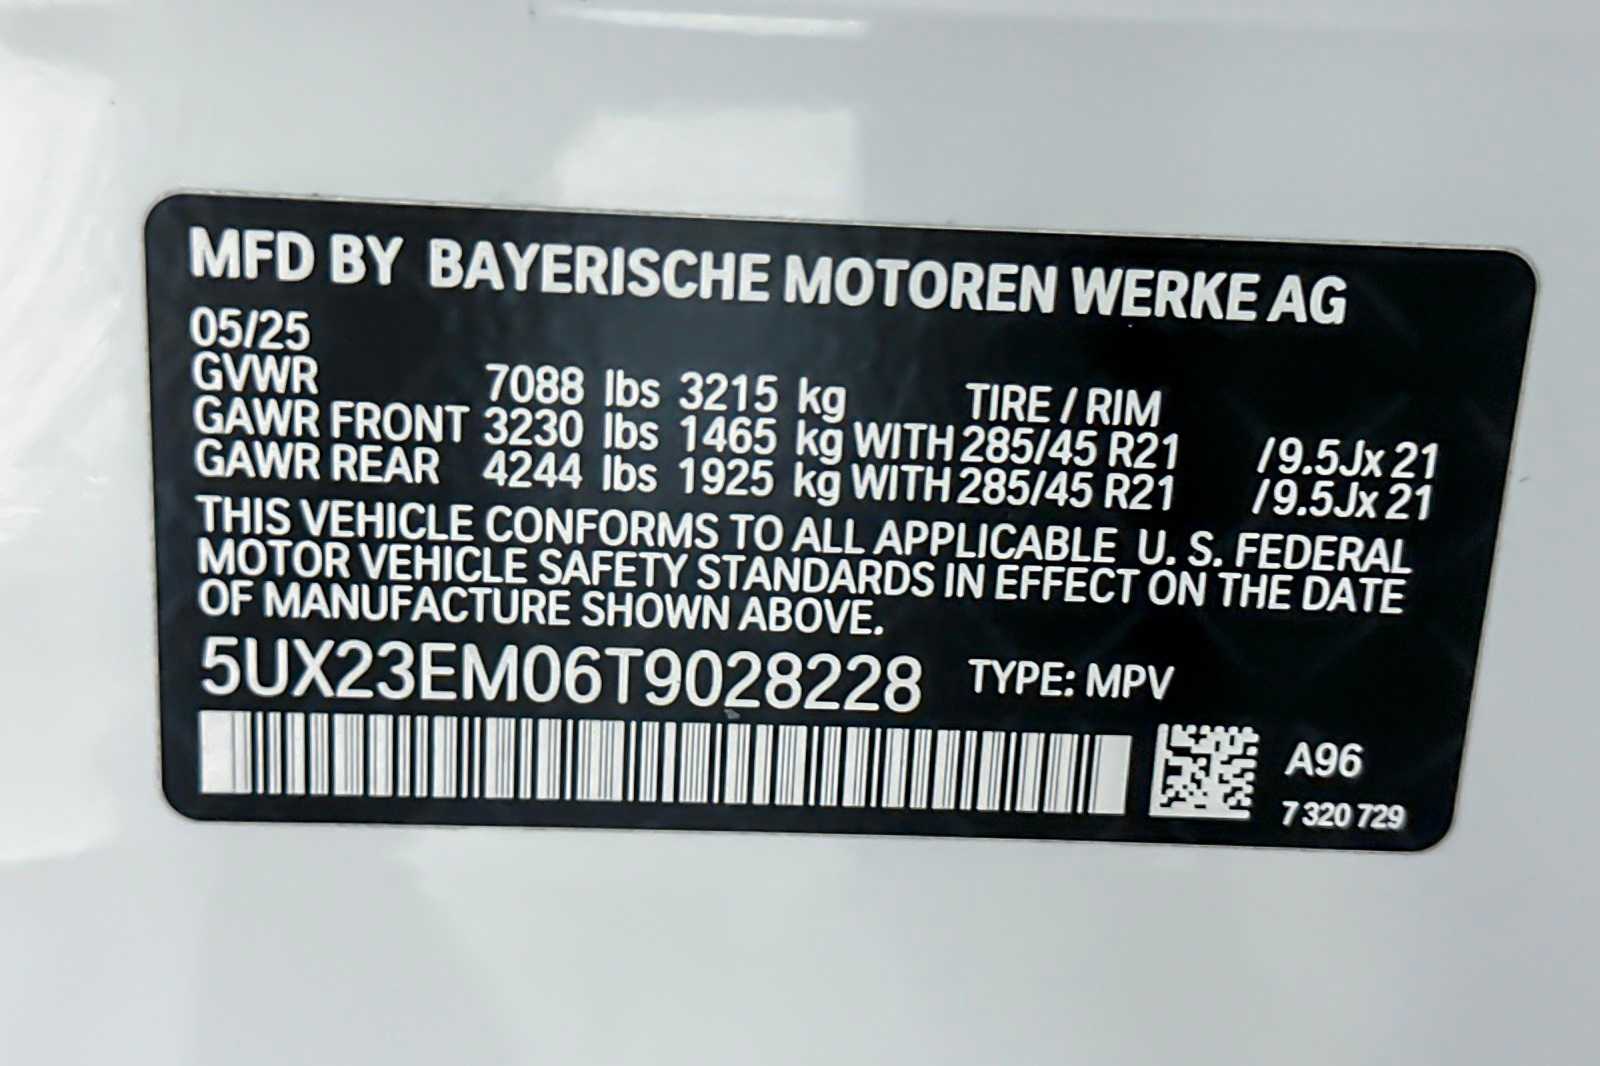 MFD BY BAYERISCHE MOTOREN WERKE AG
05/25
GVWR 7088 lbs 3215 kg TIRE / RIM
GAWR FRONT 3230 lbs 1465 kg WITH 285/45 R21 /9.5Jx 21
GAWR REAR 4244 lbs 1925 kg WITH 285/45 R21 /9.5Jx 21
THIS VEHICLE CONFORMS TO ALL APPLICABLE U. S. FEDERAL
MOTOR VEHICLE SAFETY STANDARDS IN EFFECT ON THE DATE
OF MANUFACTURE SHOWN ABOVE.
5UX23EM06T9028228 TYPE: MPV
A96
7 320 729